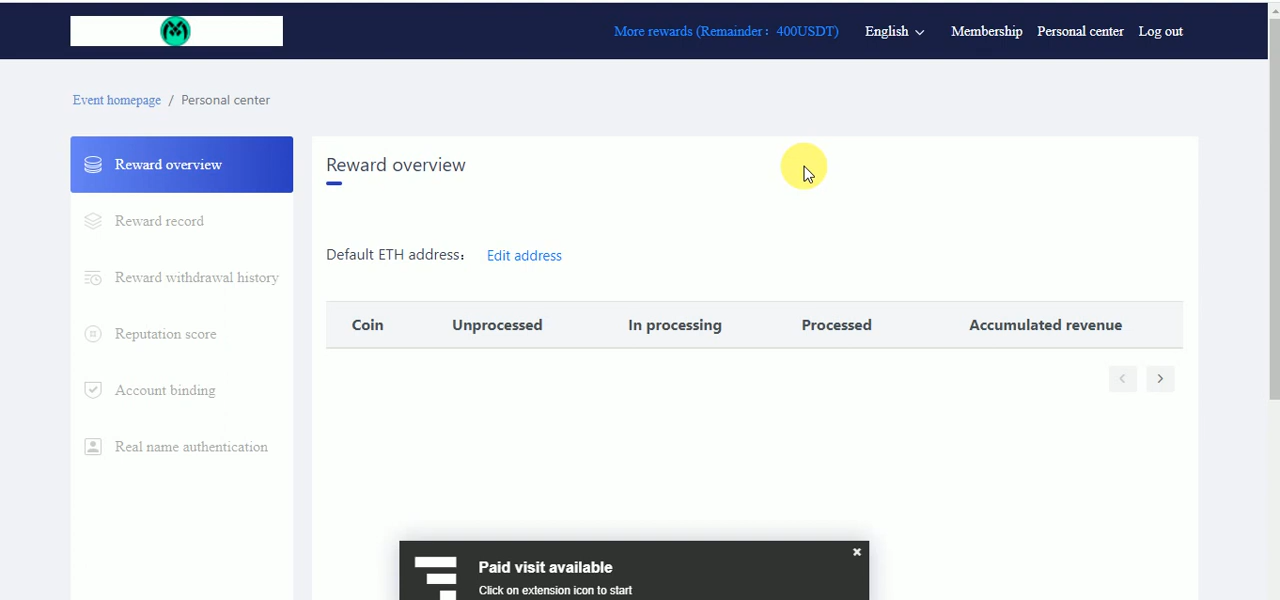 More rewards (Remainder：400USDT) English Membership Personal center Log out
Event homepage / Personal center
Reward overview
Reward record
Reward withdrawal history
Reputation score
Account binding
Real name authentication
Reward overview
Default ETH address： Edit address
Coin Unprocessed In processing Processed Accumulated revenue
Paid visit available
Click on extension icon to start